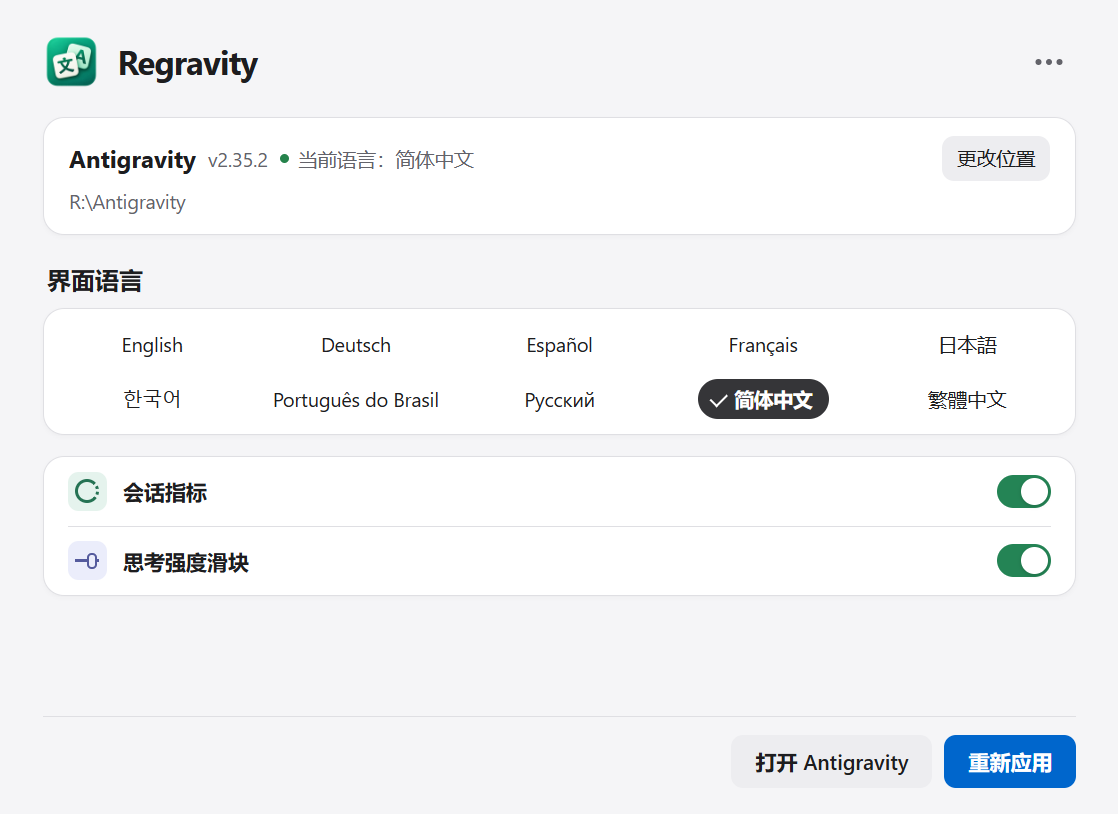 Regravity
Antigravity v2.35.2 当前语言：简体中文
更改位置
R:\Antigravity
界面语言
English Deutsch Español Français 日本語
한국어 Português do Brasil Русский 简体中文 繁體中文
会话指标
思考强度滑块
打开 Antigravity 重新应用